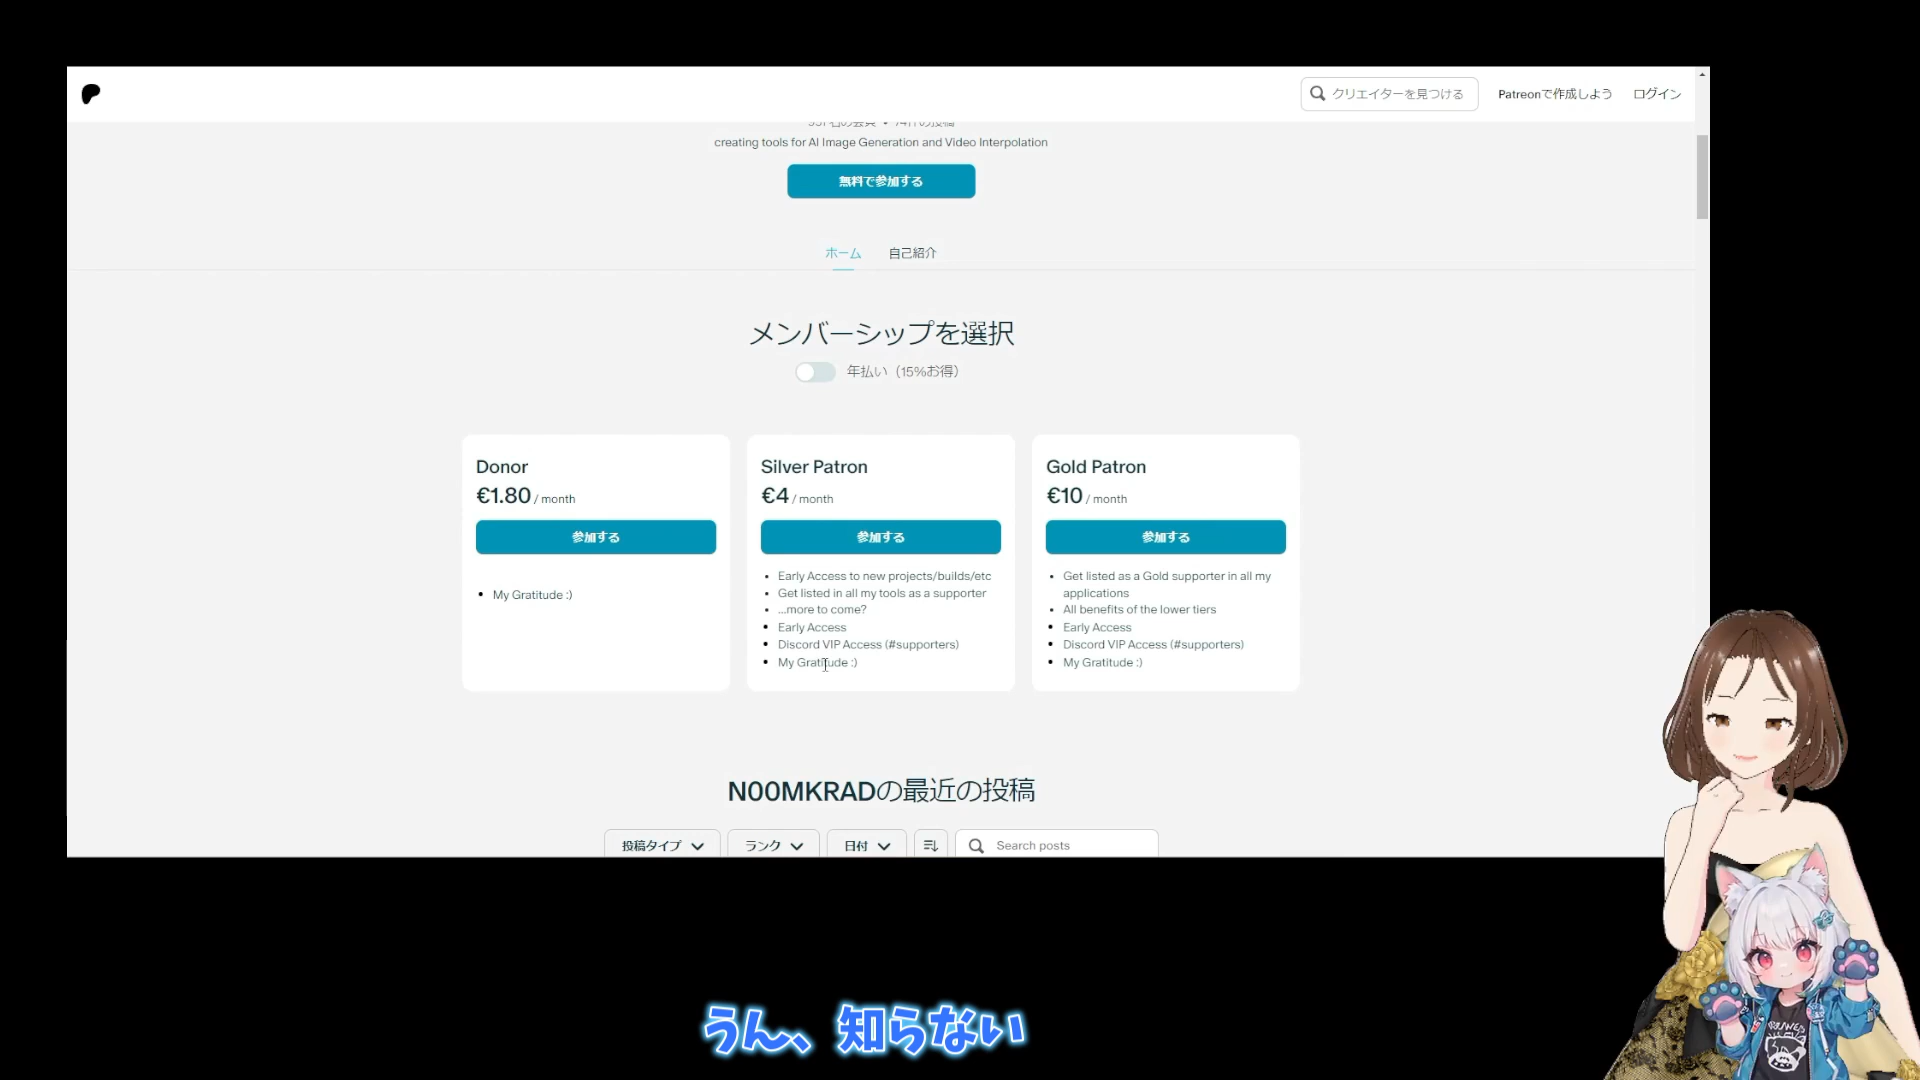 クリエイターを見つける
Patreonで作成しよう
ログイン
creating tools for AI Image Generation and Video Interpolation
無料で参加する
ホーム
自己紹介
メンバーシップを選択
年払い（15%お得）
Donor
€1.80 / month
参加する
• My Gratitude :)
Silver Patron
€4 / month
参加する
• Early Access to new projects/builds/etc
• Get listed in all my tools as a supporter
• ...more to come?
• Early Access
• Discord VIP Access (#supporters)
• My Gratitude :)
Gold Patron
€10 / month
参加する
• Get listed as a Gold supporter in all my
applications
• All benefits of the lower tiers
• Early Access
• Discord VIP Access (#supporters)
• My Gratitude :)
N00MKRADの最近の投稿
投稿タイプ
ランク
日付
Search posts
うん、知らない